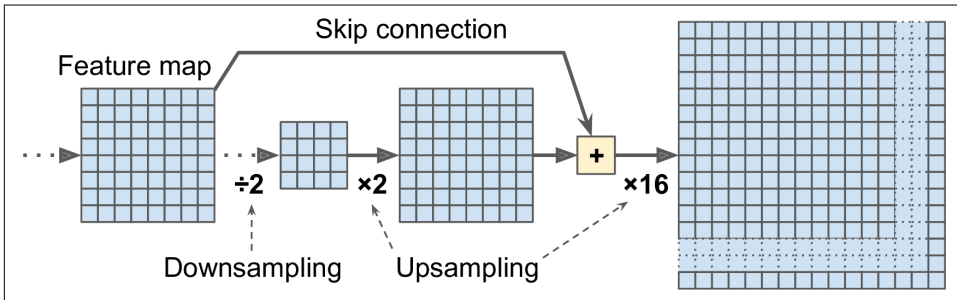 Skip connection
Feature map
+
÷2
×2
×16
Downsampling
Upsampling